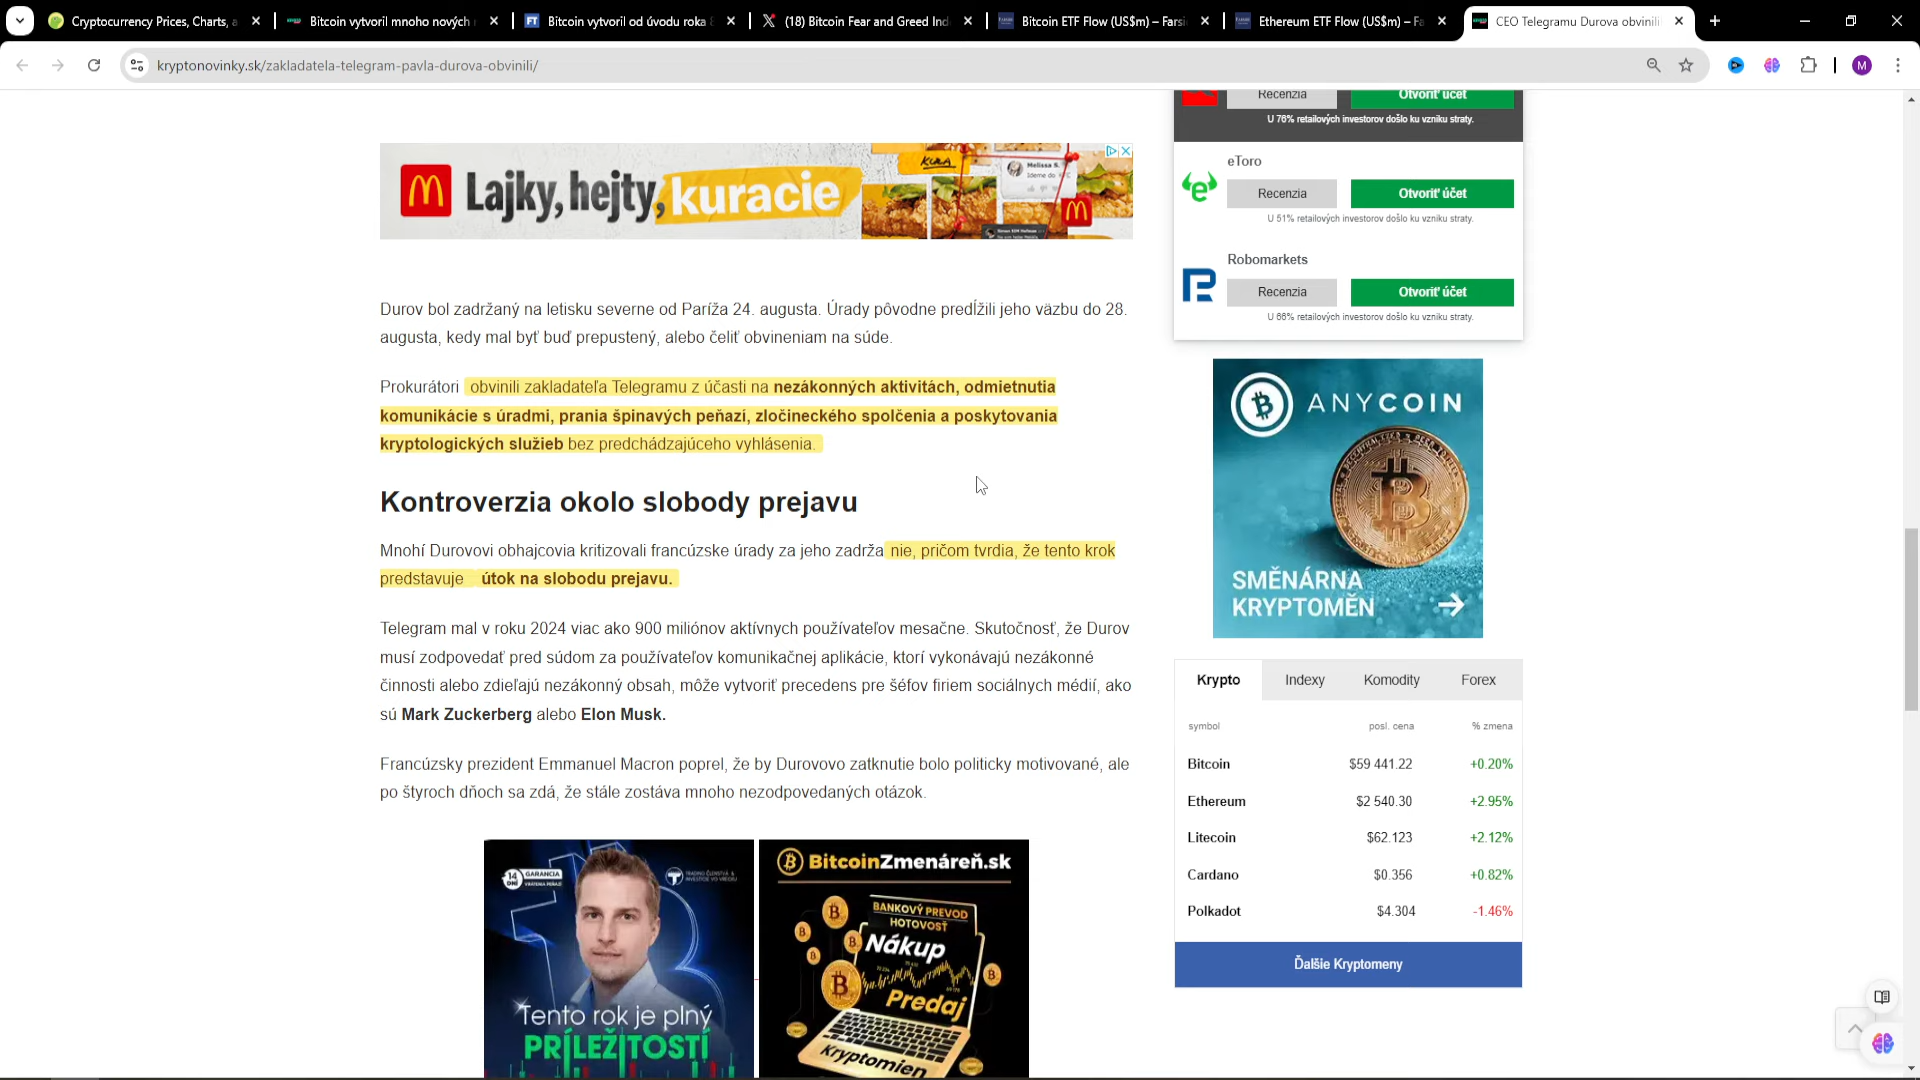 Cryptocurrency Prices, Charts, a
Bitcoin vytvoril mnoho nových
Bitcoin vytvoril od úvodu roka 8
(18) Bitcoin Fear and Greed Ind
Bitcoin ETF Flow (US$m) – Farsi
Ethereum ETF Flow (US$m) – Fa
CEO Telegramu Durova obvinili
kryptonovinky.sk/zakladatela-telegram-pavla-durova-obvinili/
M
Lajky, hejty, kuracie
KURA
Melissa S.
Ideme do
Durov bol zadržaný na letisku severne od Paríža 24. augusta. Úrady pôvodne predĺžili jeho väzbu do 28.
augusta, kedy mal byť buď prepustený, alebo čeliť obvineniam na súde.
Prokurátori obvinili zakladateľa Telegramu z účasti na nezákonných aktivitách, odmietnutia
komunikácie s úradmi, prania špinavých peňazí, zločineckého spolčenia a poskytovania
kryptologických služieb bez predchádzajúceho vyhlásenia.
Kontroverzia okolo slobody prejavu
Mnohí Durovovi obhajcovia kritizovali francúzske úrady za jeho zadrža nie, pričom tvrdia, že tento krok
predstavuje útok na slobodu prejavu.
Telegram mal v roku 2024 viac ako 900 miliónov aktívnych používateľov mesačne. Skutočnosť, že Durov
musí zodpovedať pred súdom za používateľov komunikačnej aplikácie, ktorí vykonávajú nezákonné
činnosti alebo zdieľajú nezákonný obsah, môže vytvoriť precedens pre šéfov firiem sociálnych médií, ako
sú Mark Zuckerberg alebo Elon Musk.
Francúzsky prezident Emmanuel Macron poprel, že by Durovovo zatknutie bolo politicky motivované, ale
po štyroch dňoch sa zdá, že stále zostáva mnoho nezodpovedaných otázok.
14 DNÍ GARANCIA
VRÁTENIA PEŇAZÍ
Tento rok je plný
PRÍLEŽITOSTÍ
BitcoinZmenáreň.sk
BANKOVÝ PREVOD
HOTOVOSŤ
Nákup
Predaj
Kryptomien
Recenzia
Otvoriť účet
U 76% retailových investorov došlo ku vzniku straty.
eToro
Recenzia
Otvoriť účet
U 51% retailových investorov došlo ku vzniku straty.
Robomarkets
Recenzia
Otvoriť účet
U 66% retailových investorov došlo ku vzniku straty.
ANYCOIN
SMĚNÁRNA
KRYPTOMĚN
Krypto Indexy Komodity Forex
symbol posl. cena % zmena
Bitcoin $59 441.22 +0.20%
Ethereum $2 540.30 +2.95%
Litecoin $62.123 +2.12%
Cardano $0.356 +0.82%
Polkadot $4.304 -1.46%
Ďalšie Kryptomeny